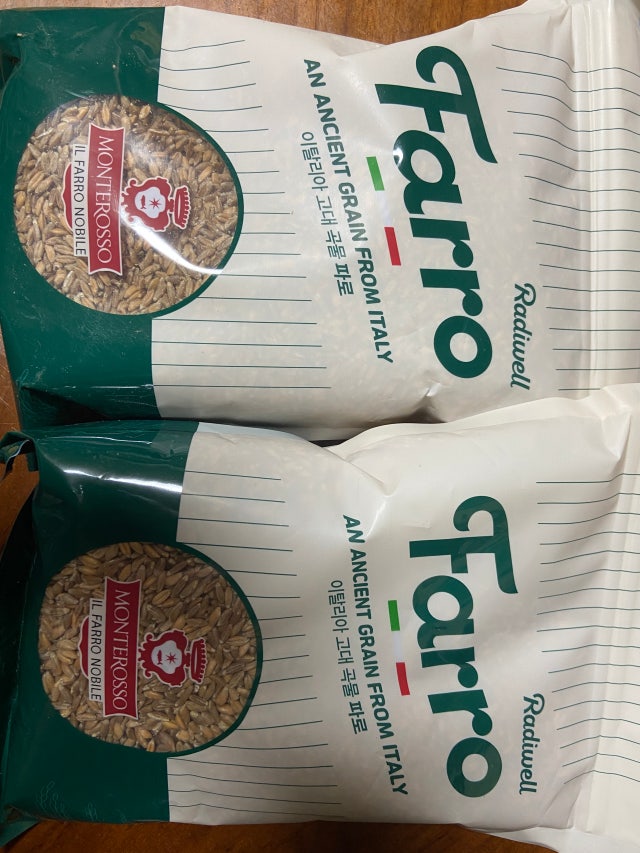 Radiwell
Farro
AN ANCIENT GRAIN FROM ITALY
이탈리아 고대 곡물 파로
MONTEROSSO
IL FARRO NOBILE
Radiwell
Farro
AN ANCIENT GRAIN FROM ITALY
이탈리아 고대 곡물 파로
MONTEROSSO
IL FARRO NOBILE